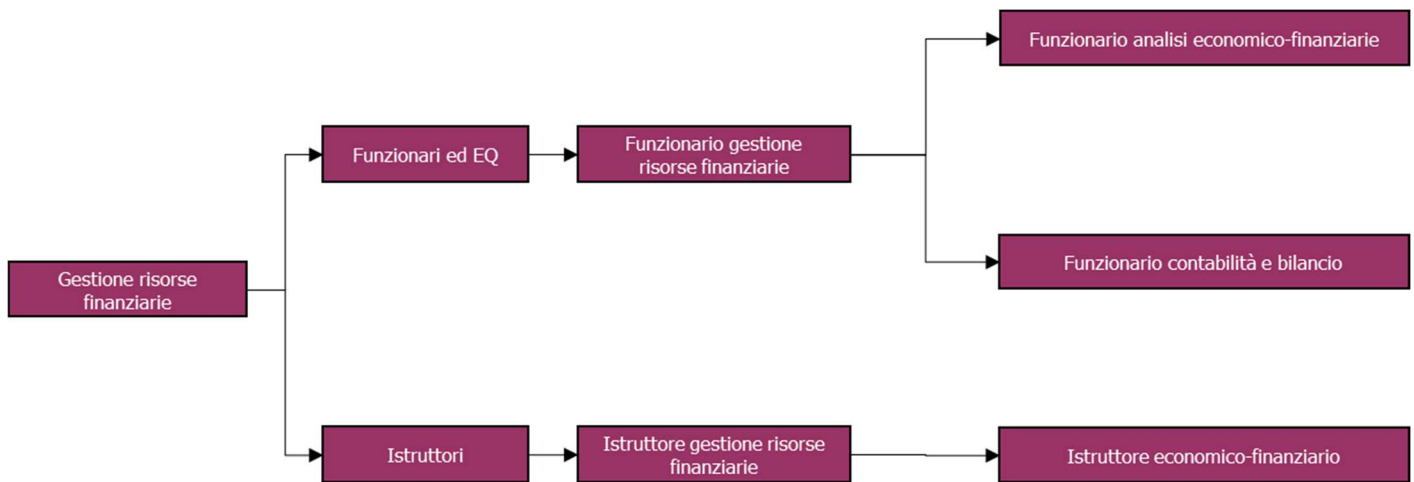 Funzionario analisi economico-finanziarie
Funzionari ed EQ
Funzionario gestione
risorse finanziarie
Funzionario contabilità e bilancio
Gestione risorse
finanziarie
Istruttori
Istruttore gestione risorse
finanziarie
Istruttore economico-finanziario